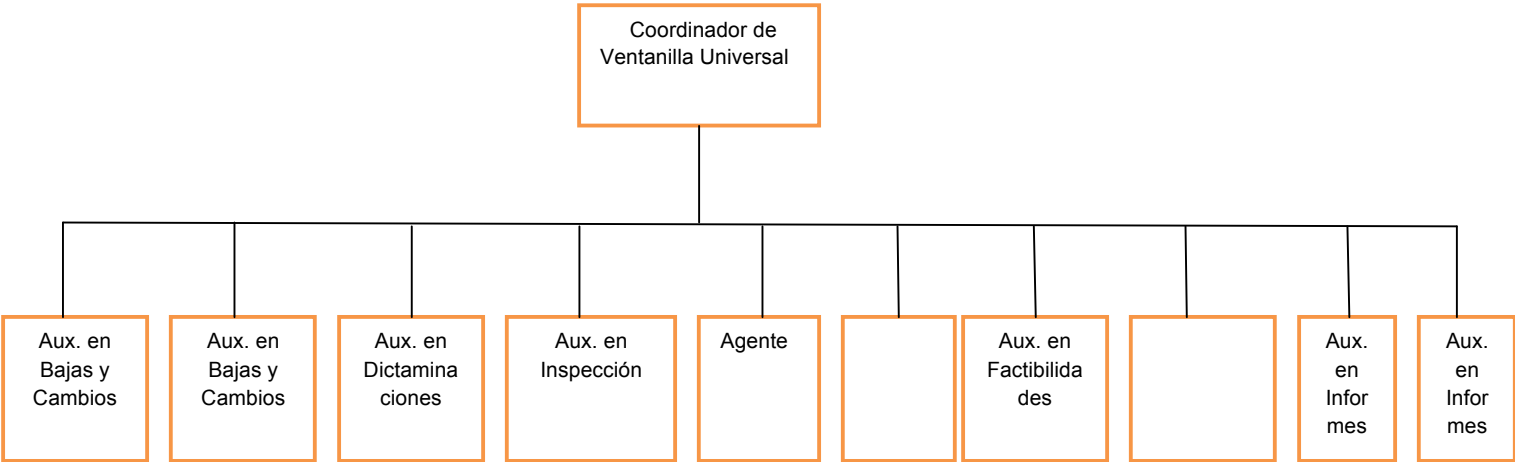 Coordinador de
Ventanilla Universal
Aux. en
Bajas y
Cambios
Aux. en
Bajas y
Cambios
Aux. en
Dictamina
ciones
Aux. en
Inspección
Agente
Aux. en
Factibilida
des
Aux.
en
Infor
mes
Aux.
en
Infor
mes